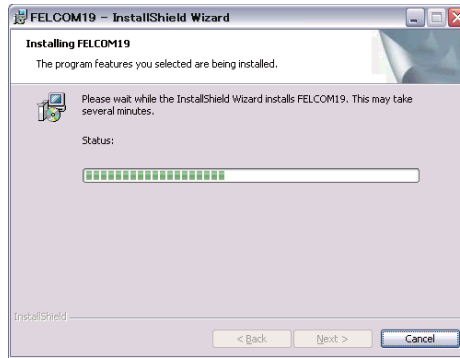 FELCOM19 - InstallShield Wizard
Installing FELCOM19
The program features you selected are being installed.
Please wait while the InstallShield Wizard installs FELCOM19. This may take
several minutes.
Status:
InstallShield
< Back Next > Cancel